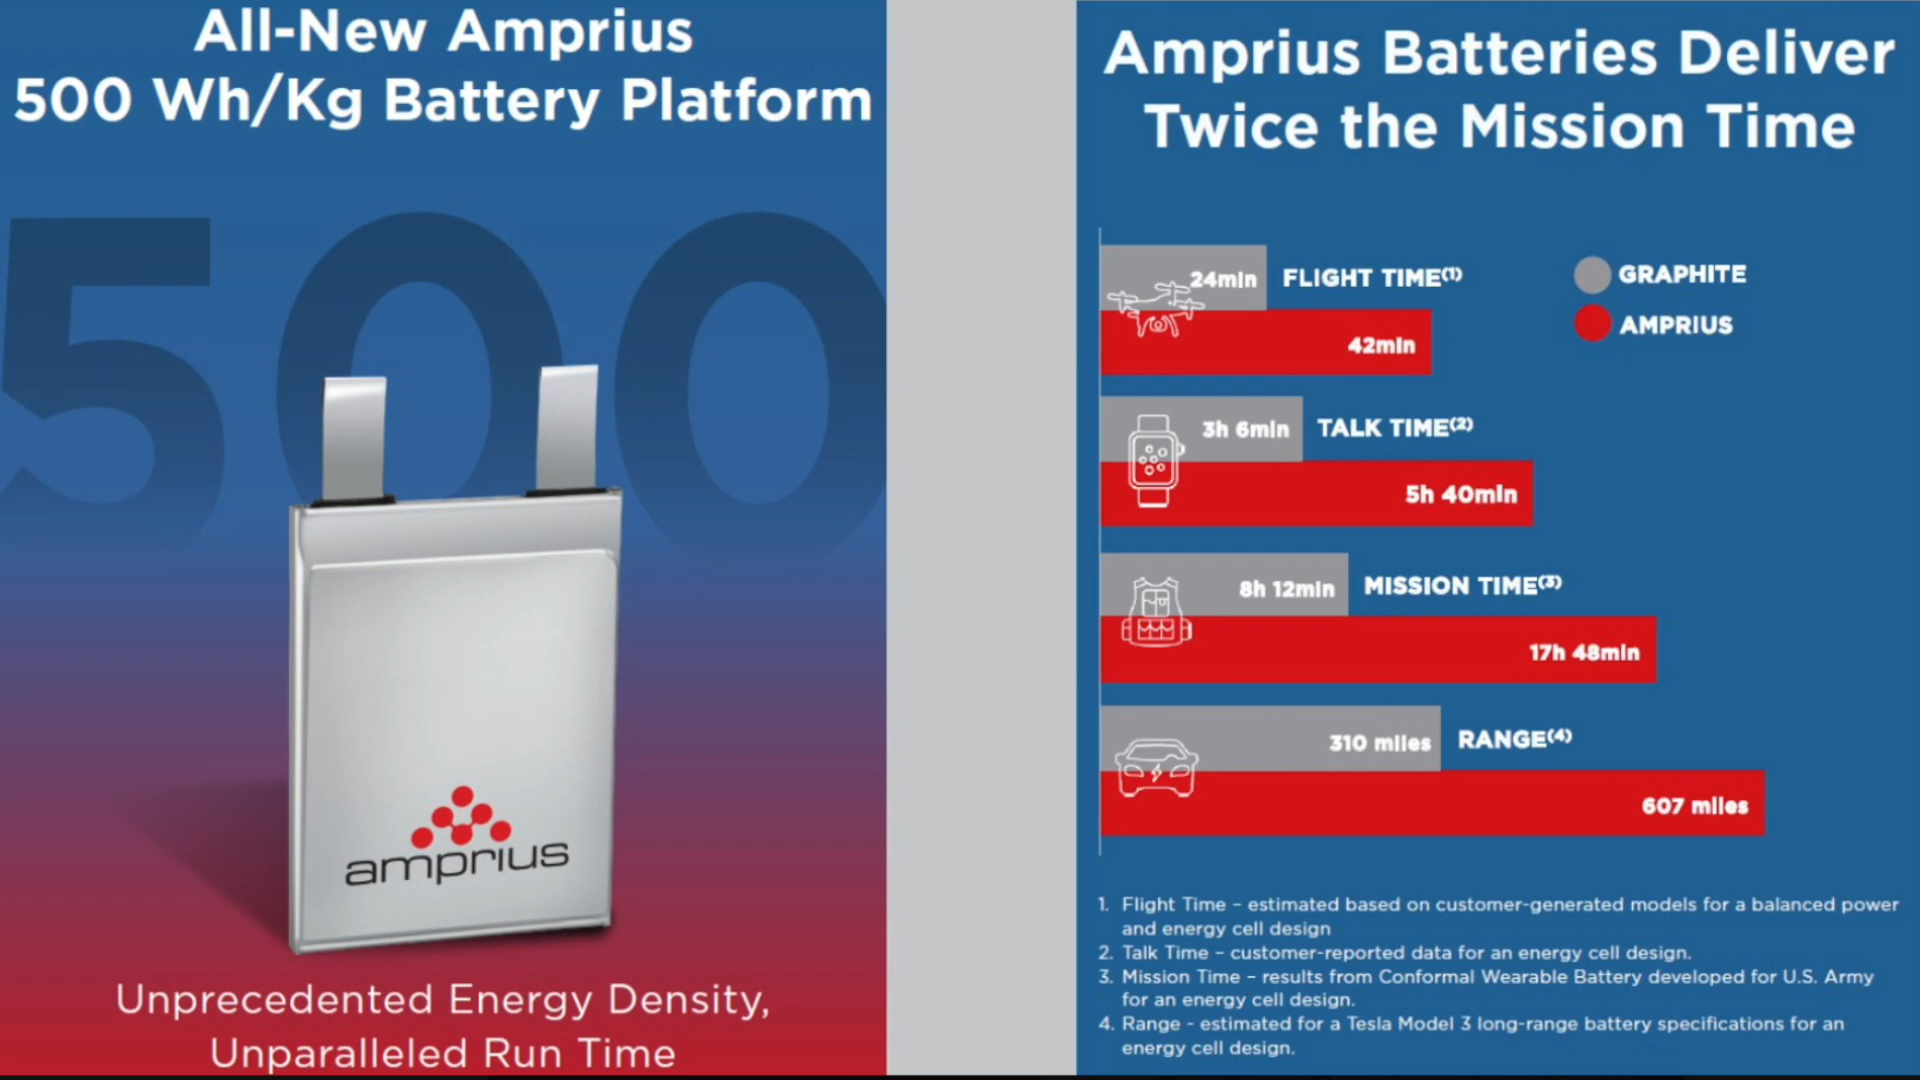 All-New Amprius
500 Wh/Kg Battery Platform
500
amprius
Unprecedented Energy Density,
Unparalleled Run Time
Amprius Batteries Deliver
Twice the Mission Time
24min FLIGHT TIME(1)
42min
GRAPHITE
AMPRIUS
3h 6min TALK TIME(2)
5h 40min
8h 12min MISSION TIME(3)
17h 48min
310 miles RANGE(4)
607 miles
1. Flight Time – estimated based on customer-generated models for a balanced power
and energy cell design
2. Talk Time – customer-reported data for an energy cell design.
3. Mission Time – results from Conformal Wearable Battery developed for U.S. Army
for an energy cell design.
4. Range - estimated for a Tesla Model 3 long-range battery specifications for an
energy cell design.